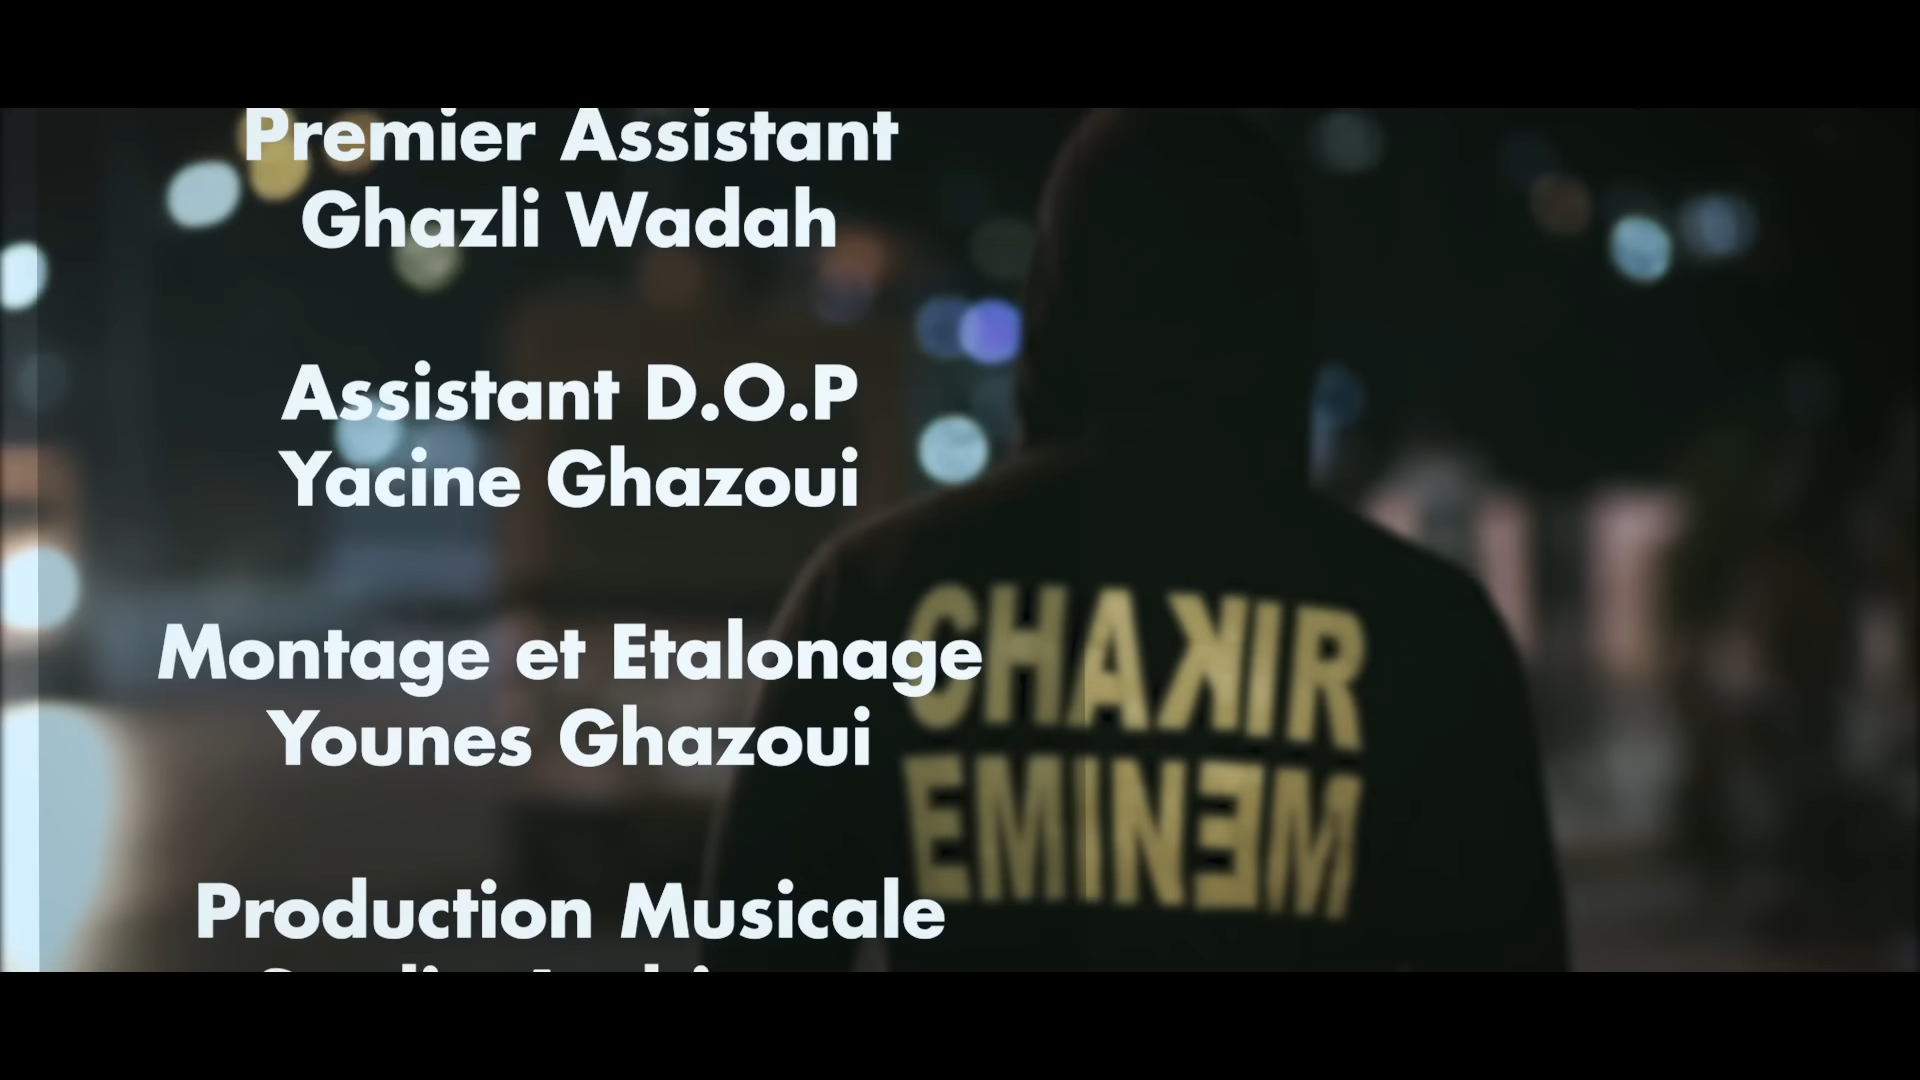 Premier Assistant
Ghazli Wadah
Assistant D.O.P
Yacine Ghazoui
Montage et Etalonage
Younes Ghazoui
Production Musicale
CHAKIR
EMINEM